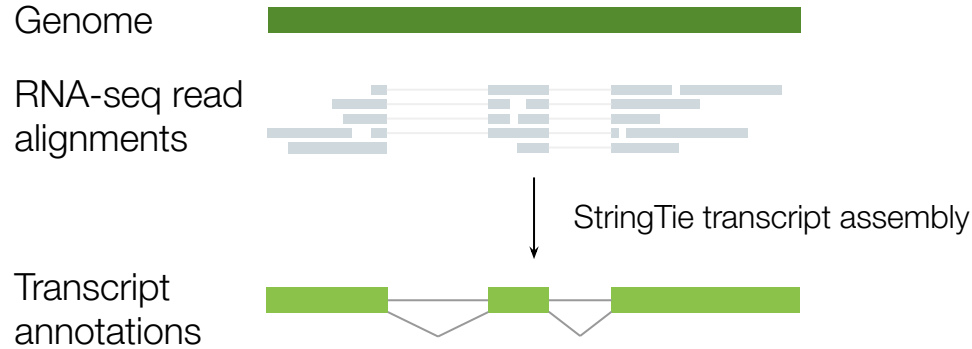 Genome
RNA-seq read
alignments
StringTie transcript assembly
Transcript
annotations